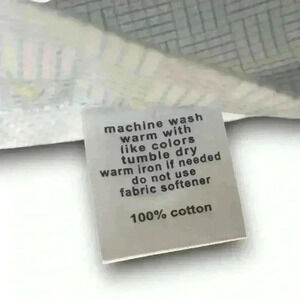 machine wash
warm with
like colors
tumble dry
warm iron if needed
do not use
fabric softener
100% cotton